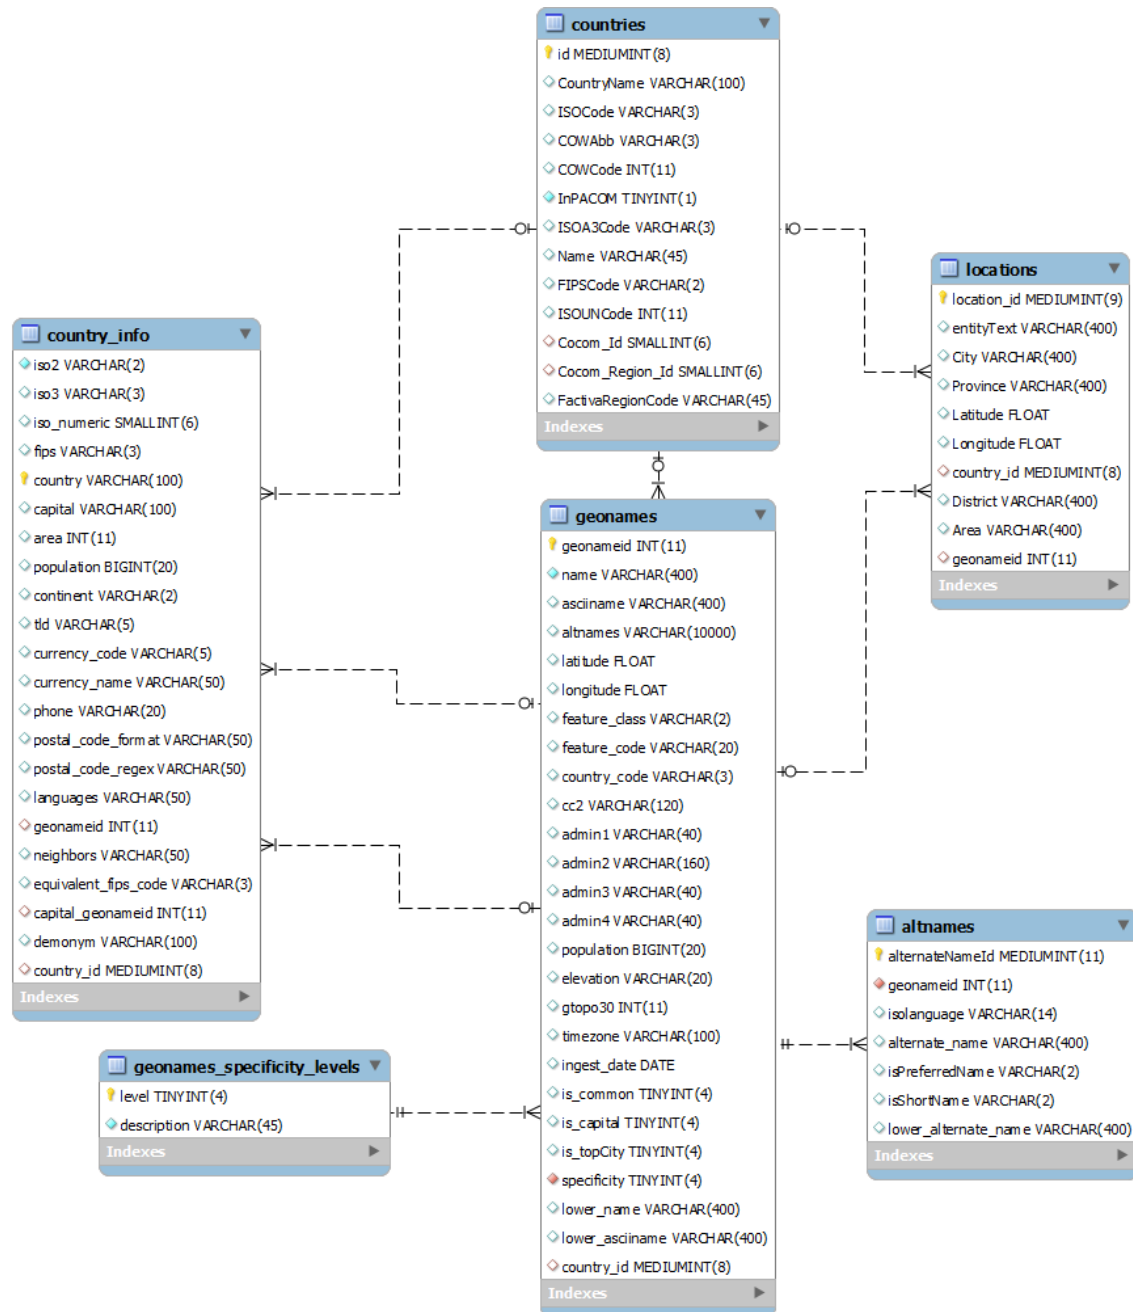 countries
id MEDIUMINT(8)
CountryName VARCHAR(100)
ISOCode VARCHAR(3)
COWAbb VARCHAR(3)
COWCode INT(11)
InPACOM TINYINT(1)
ISOA3Code VARCHAR(3)
Name VARCHAR(45)
FIPSCode VARCHAR(2)
ISOUNCode INT(11)
Cocom_Id SMALLINT(6)
Cocom_Region_Id SMALLINT(6)
FactivaRegionCode VARCHAR(45)
Indexes
locations
location_id MEDIUMINT(9)
entityText VARCHAR(400)
City VARCHAR(400)
Province VARCHAR(400)
Latitude FLOAT
Longitude FLOAT
country_id MEDIUMINT(8)
District VARCHAR(400)
Area VARCHAR(400)
geonameid INT(11)
Indexes
country_info
iso2 VARCHAR(2)
iso3 VARCHAR(3)
iso_numeric SMALLINT(6)
fips VARCHAR(3)
country VARCHAR(100)
capital VARCHAR(100)
area INT(11)
population BIGINT(20)
continent VARCHAR(2)
tld VARCHAR(5)
currency_code VARCHAR(5)
currency_name VARCHAR(50)
phone VARCHAR(20)
postal_code_format VARCHAR(50)
postal_code_regex VARCHAR(50)
languages VARCHAR(50)
geonameid INT(11)
neighbors VARCHAR(50)
equivalent_fips_code VARCHAR(3)
capital_geonameid INT(11)
demonym VARCHAR(100)
country_id MEDIUMINT(8)
Indexes
geonames
geonameid INT(11)
name VARCHAR(400)
asciiname VARCHAR(400)
altnames VARCHAR(10000)
latitude FLOAT
longitude FLOAT
feature_class VARCHAR(2)
feature_code VARCHAR(20)
country_code VARCHAR(3)
cc2 VARCHAR(120)
admin1 VARCHAR(40)
admin2 VARCHAR(160)
admin3 VARCHAR(40)
admin4 VARCHAR(40)
population BIGINT(20)
elevation VARCHAR(20)
gtopo30 INT(11)
timezone VARCHAR(100)
ingest_date DATE
is_common TINYINT(4)
is_capital TINYINT(4)
is_topCity TINYINT(4)
specificity TINYINT(4)
lower_name VARCHAR(400)
lower_asciiname VARCHAR(400)
country_id MEDIUMINT(8)
Indexes
altnames
alternateNameId MEDIUMINT(11)
geonameid INT(11)
isolanguage VARCHAR(14)
alternate_name VARCHAR(400)
isPreferredName VARCHAR(2)
isShortName VARCHAR(2)
lower_alternate_name VARCHAR(400)
Indexes
geonames_specificity_levels
level TINYINT(4)
description VARCHAR(45)
Indexes